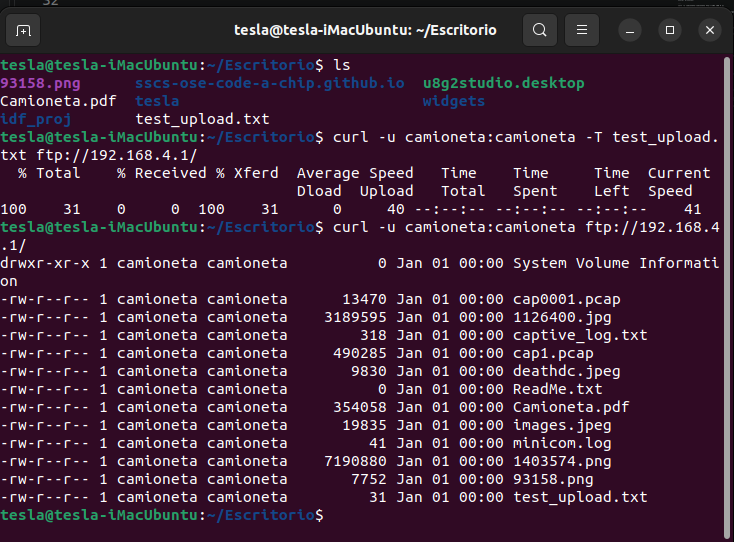 32
tesla@tesla-iMacUbuntu: ~/Escritorio
tesla@tesla-iMacUbuntu:~/Escritorio$ ls
93158.png      sscs-ose-code-a-chip.github.io  u8g2studio.desktop
Camioneta.pdf  tesla                           widgets
idf_proj       test_upload.txt
tesla@tesla-iMacUbuntu:~/Escritorio$ curl -u camioneta:camioneta -T test_upload.
txt ftp://192.168.4.1/
  % Total    % Received % Xferd  Average Speed   Time    Time     Time  Current
                                 Dload  Upload   Total   Spent    Left  Speed
100    31    0     0  100    31      0     40 --:--:-- --:--:-- --:--:--    41
tesla@tesla-iMacUbuntu:~/Escritorio$ curl -u camioneta:camioneta ftp://192.168.4
.1/
drwxr-xr-x 1 camioneta camioneta          0 Jan 01 00:00 System Volume Informati
on
-rw-r--r-- 1 camioneta camioneta      13470 Jan 01 00:00 cap0001.pcap
-rw-r--r-- 1 camioneta camioneta    3189595 Jan 01 00:00 1126400.jpg
-rw-r--r-- 1 camioneta camioneta        318 Jan 01 00:00 captive_log.txt
-rw-r--r-- 1 camioneta camioneta     490285 Jan 01 00:00 cap1.pcap
-rw-r--r-- 1 camioneta camioneta       9830 Jan 01 00:00 deathdc.jpeg
-rw-r--r-- 1 camioneta camioneta          0 Jan 01 00:00 ReadMe.txt
-rw-r--r-- 1 camioneta camioneta     354058 Jan 01 00:00 Camioneta.pdf
-rw-r--r-- 1 camioneta camioneta      19835 Jan 01 00:00 images.jpeg
-rw-r--r-- 1 camioneta camioneta         41 Jan 01 00:00 minicom.log
-rw-r--r-- 1 camioneta camioneta    7190880 Jan 01 00:00 1403574.png
-rw-r--r-- 1 camioneta camioneta       7752 Jan 01 00:00 93158.png
-rw-r--r-- 1 camioneta camioneta         31 Jan 01 00:00 test_upload.txt
tesla@tesla-iMacUbuntu:~/Escritorio$